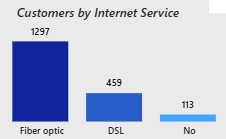 Customers by Internet Service
1297
459
113
Fiber optic DSL No